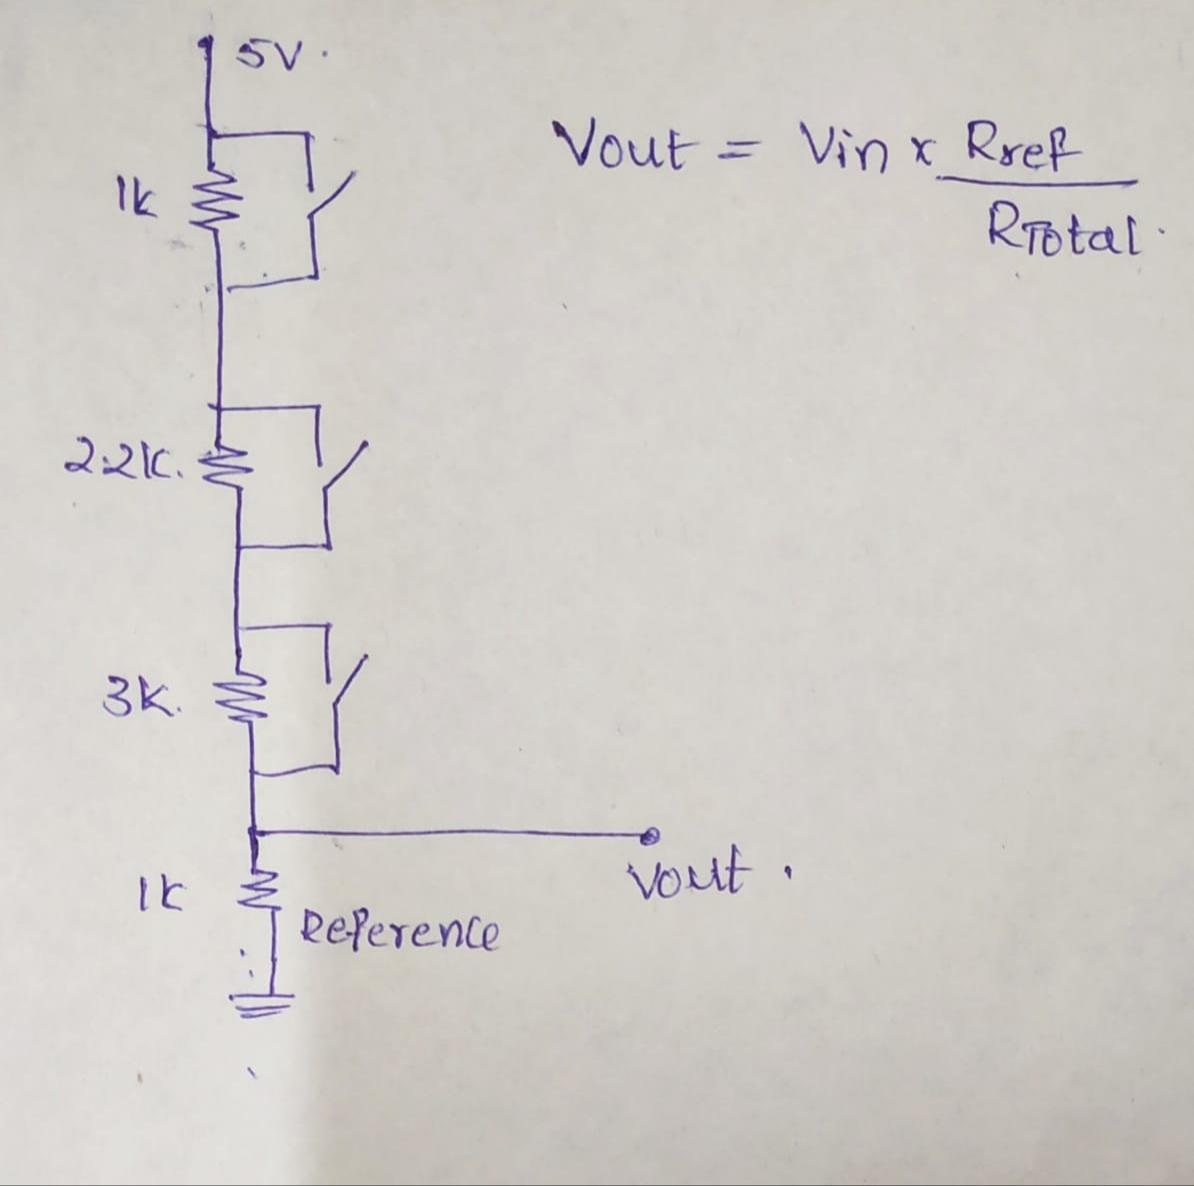 5V.
Vout = Vin x Rref
RTotal.
1k
2.2K.
3K.
Vout.
1k
Reference